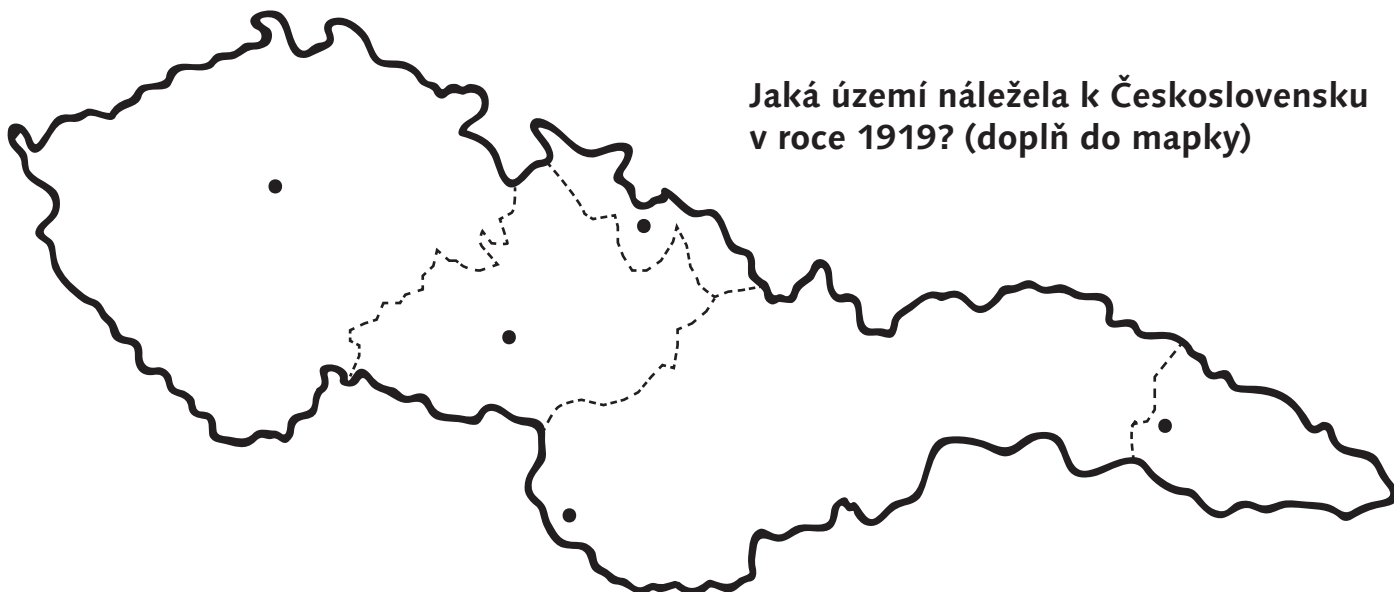 Jaká území náležela k Československu
v roce 1919? (doplň do mapky)